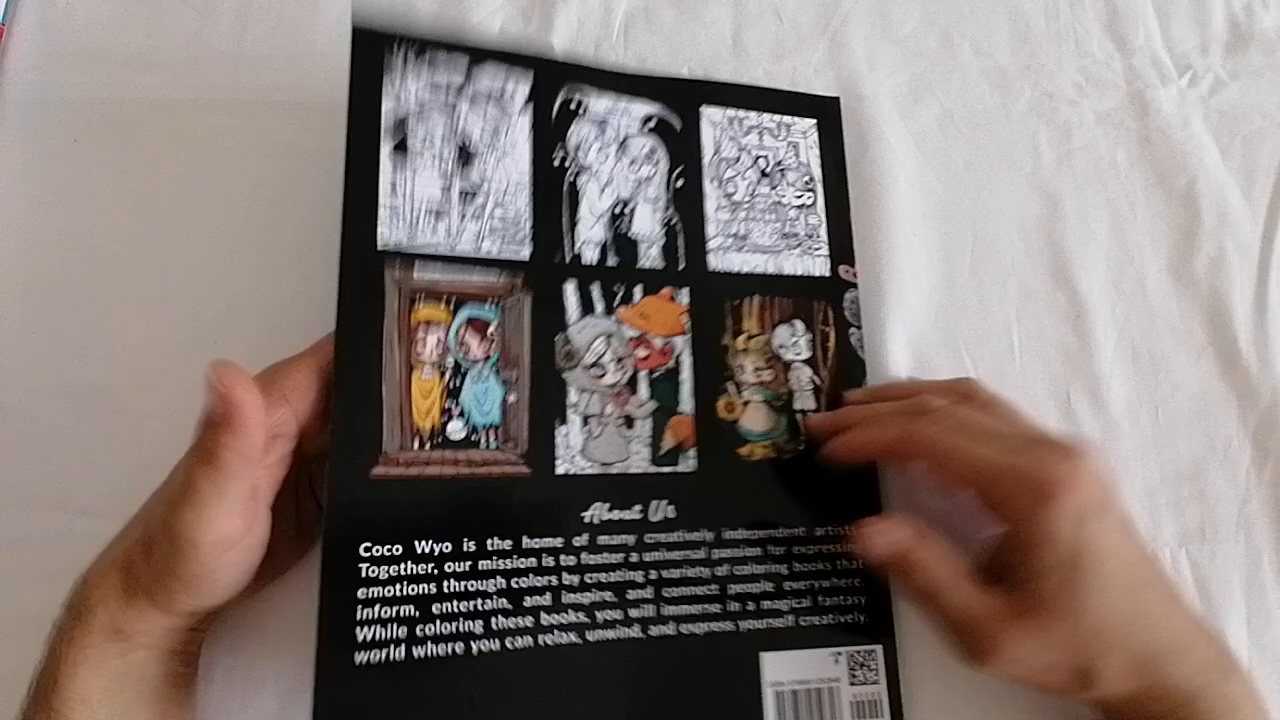 About Us
Coco Wyo is the home of many creatively independent artists
Together, our mission is to foster a universal passion for expressing
emotions through colors by creating a variety of coloring books that
inform, entertain, and inspire, and connect people everywhere.
While coloring these books, you will immerse in a magical fantasy
world where you can relax, unwind, and express yourself creatively.